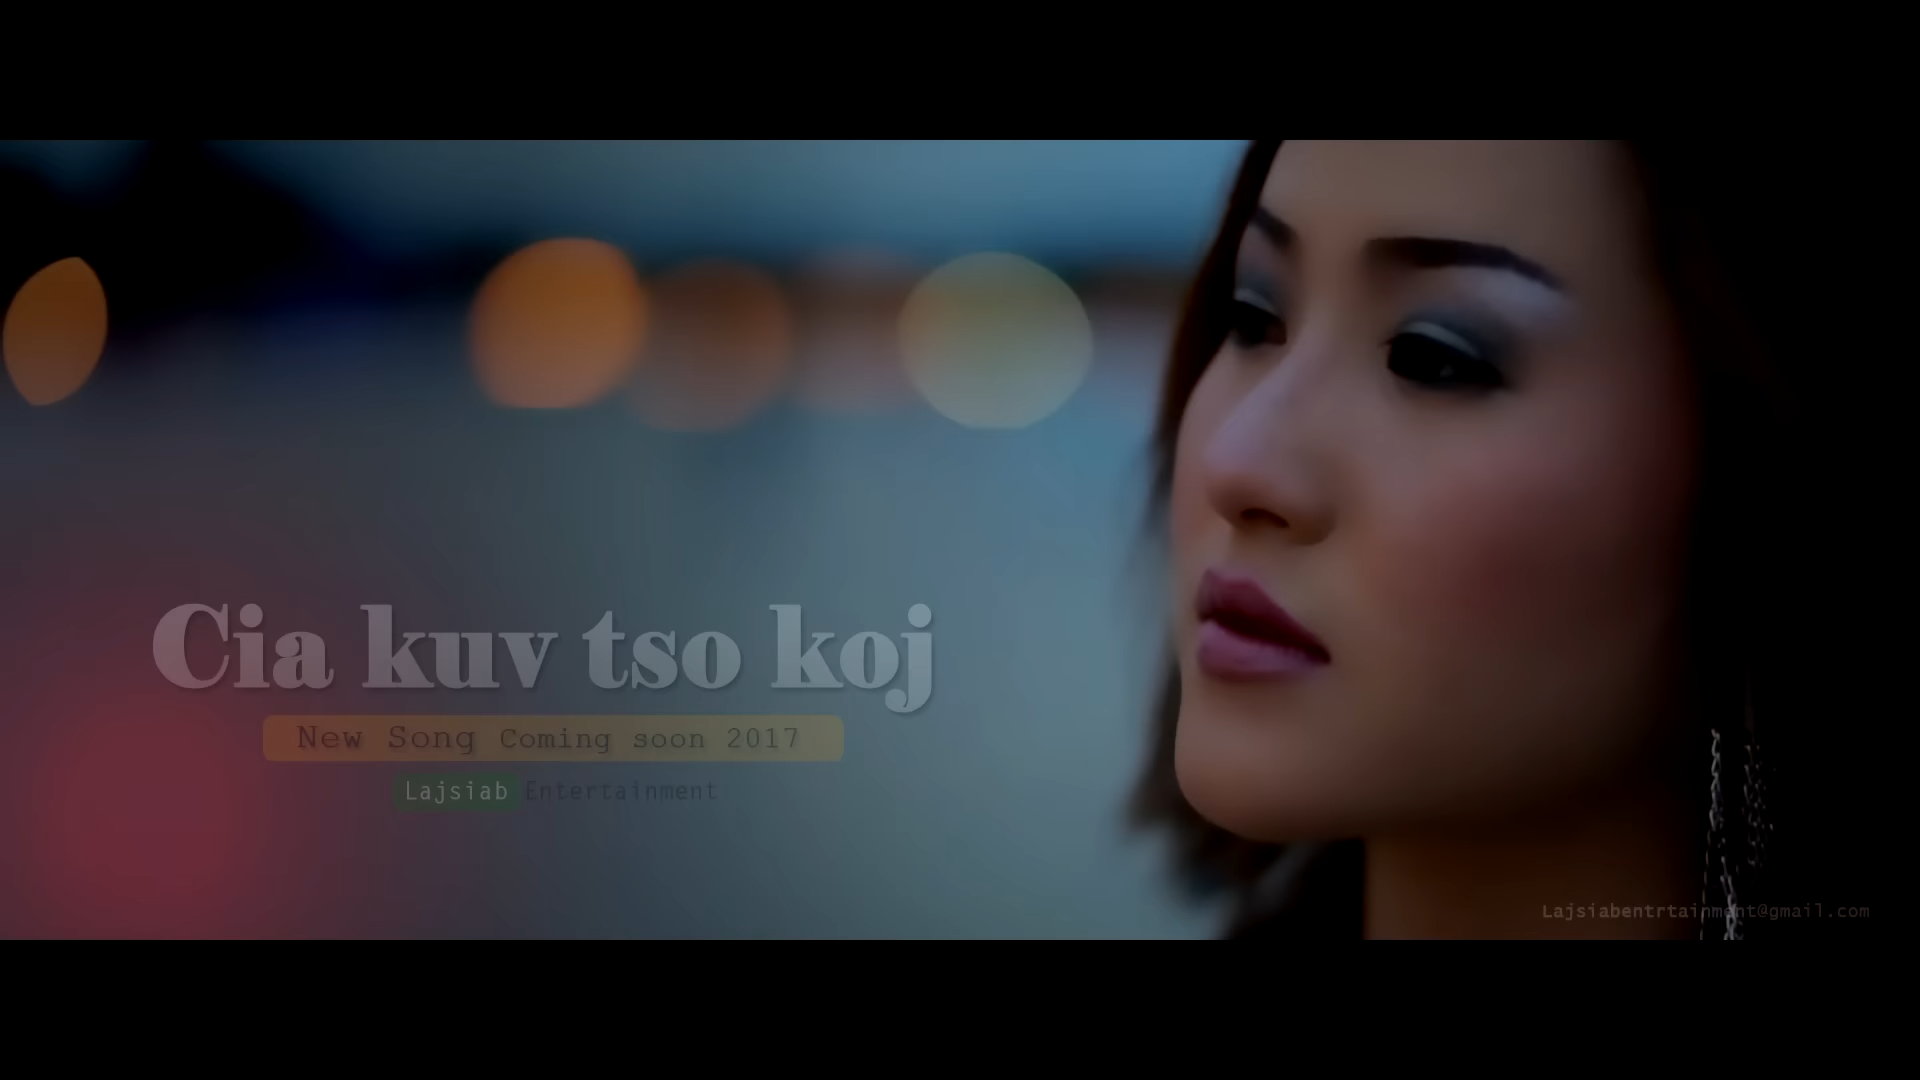 Cia kuv tso koj
New Song Coming soon 2017
Lajsiab Entertainment
Lajsiabentrtainment@gmail.com